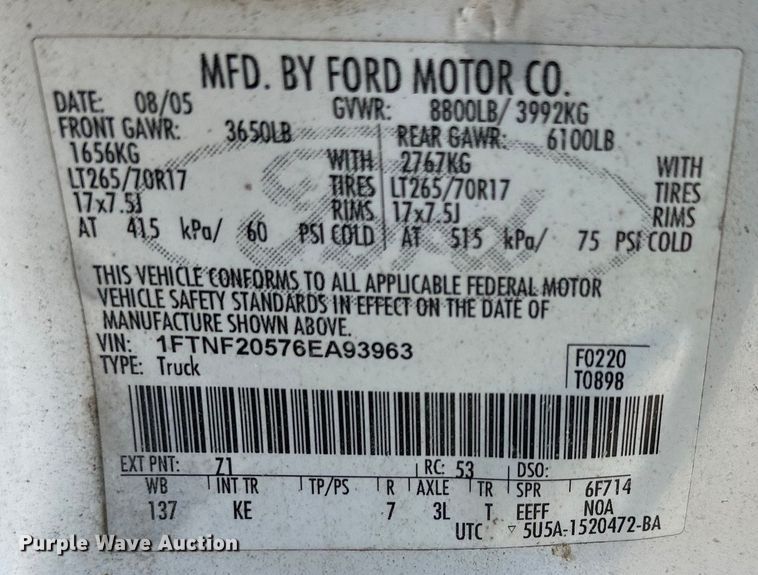 MFD. BY FORD MOTOR CO.
DATE: 08/05 GVWR: 8800LB/ 3992KG
FRONT GAWR: 3650LB REAR GAWR: 6100LB
1656KG WITH 2767KG WITH
LT265/70R17 TIRES LT265/70R17 TIRES
17x7.5J RIMS 17x7.5J RIMS
AT 415 kPa/ 60 PSI COLD AT 515 kPa/ 75 PSI COLD
THIS VEHICLE CONFORMS TO ALL APPLICABLE FEDERAL MOTOR
VEHICLE SAFETY STANDARDS IN EFFECT ON THE DATE OF
MANUFACTURE SHOWN ABOVE.
VIN: 1FTNF20576EA93963 F0220
TYPE: Truck T0898
EXT PNT: Z1 RC: 53 DSO:
WB INT TR TP/PS R AXLE TR SPR 6F714
137 KE 7 3L T EEFF NOA
UTC ▽ 5U5A-1520472-BA
Ford
Purple Wave Auction